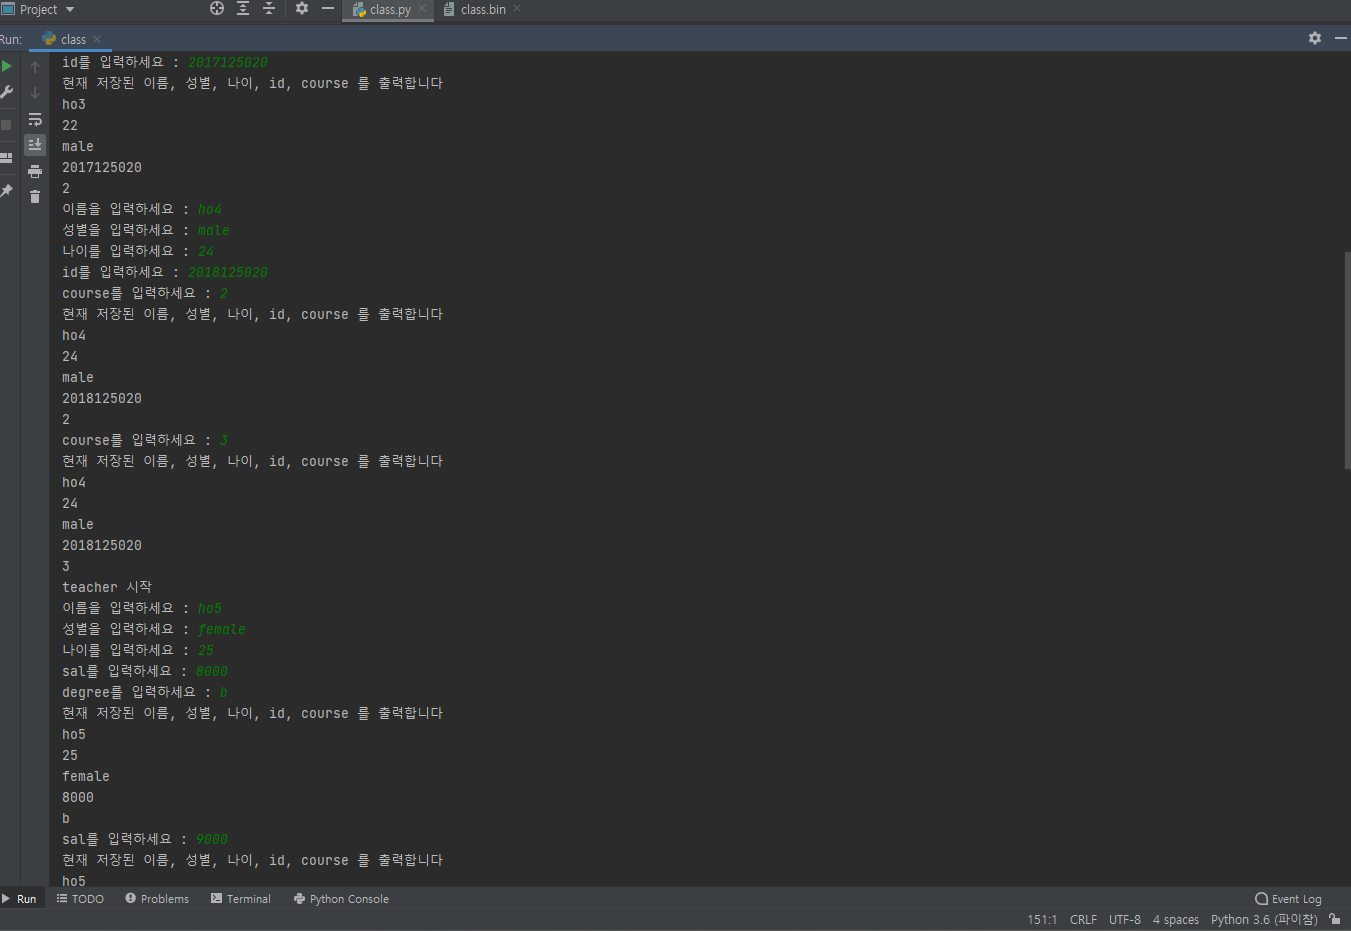 Project class.py class.bin
Run: class
id를 입력하세요 : 2017125020
현재 저장된 이름, 성별, 나이, id, course 를 출력합니다
ho3
22
male
2017125020
2
이름을 입력하세요 : ho4
성별을 입력하세요 : male
나이를 입력하세요 : 24
id를 입력하세요 : 2018125020
course를 입력하세요 : 2
현재 저장된 이름, 성별, 나이, id, course 를 출력합니다
ho4
24
male
2018125020
2
course를 입력하세요 : 3
현재 저장된 이름, 성별, 나이, id, course 를 출력합니다
ho4
24
male
2018125020
3
teacher 시작
이름을 입력하세요 : ho5
성별을 입력하세요 : female
나이를 입력하세요 : 25
sal를 입력하세요 : 8000
degree를 입력하세요 : b
현재 저장된 이름, 성별, 나이, id, course 를 출력합니다
ho5
25
female
8000
b
sal를 입력하세요 : 9000
현재 저장된 이름, 성별, 나이, id, course 를 출력합니다
ho5
Run TODO Problems Terminal Python Console Event Log
151:1 CRLF UTF-8 4 spaces Python 3.6 (파이참)